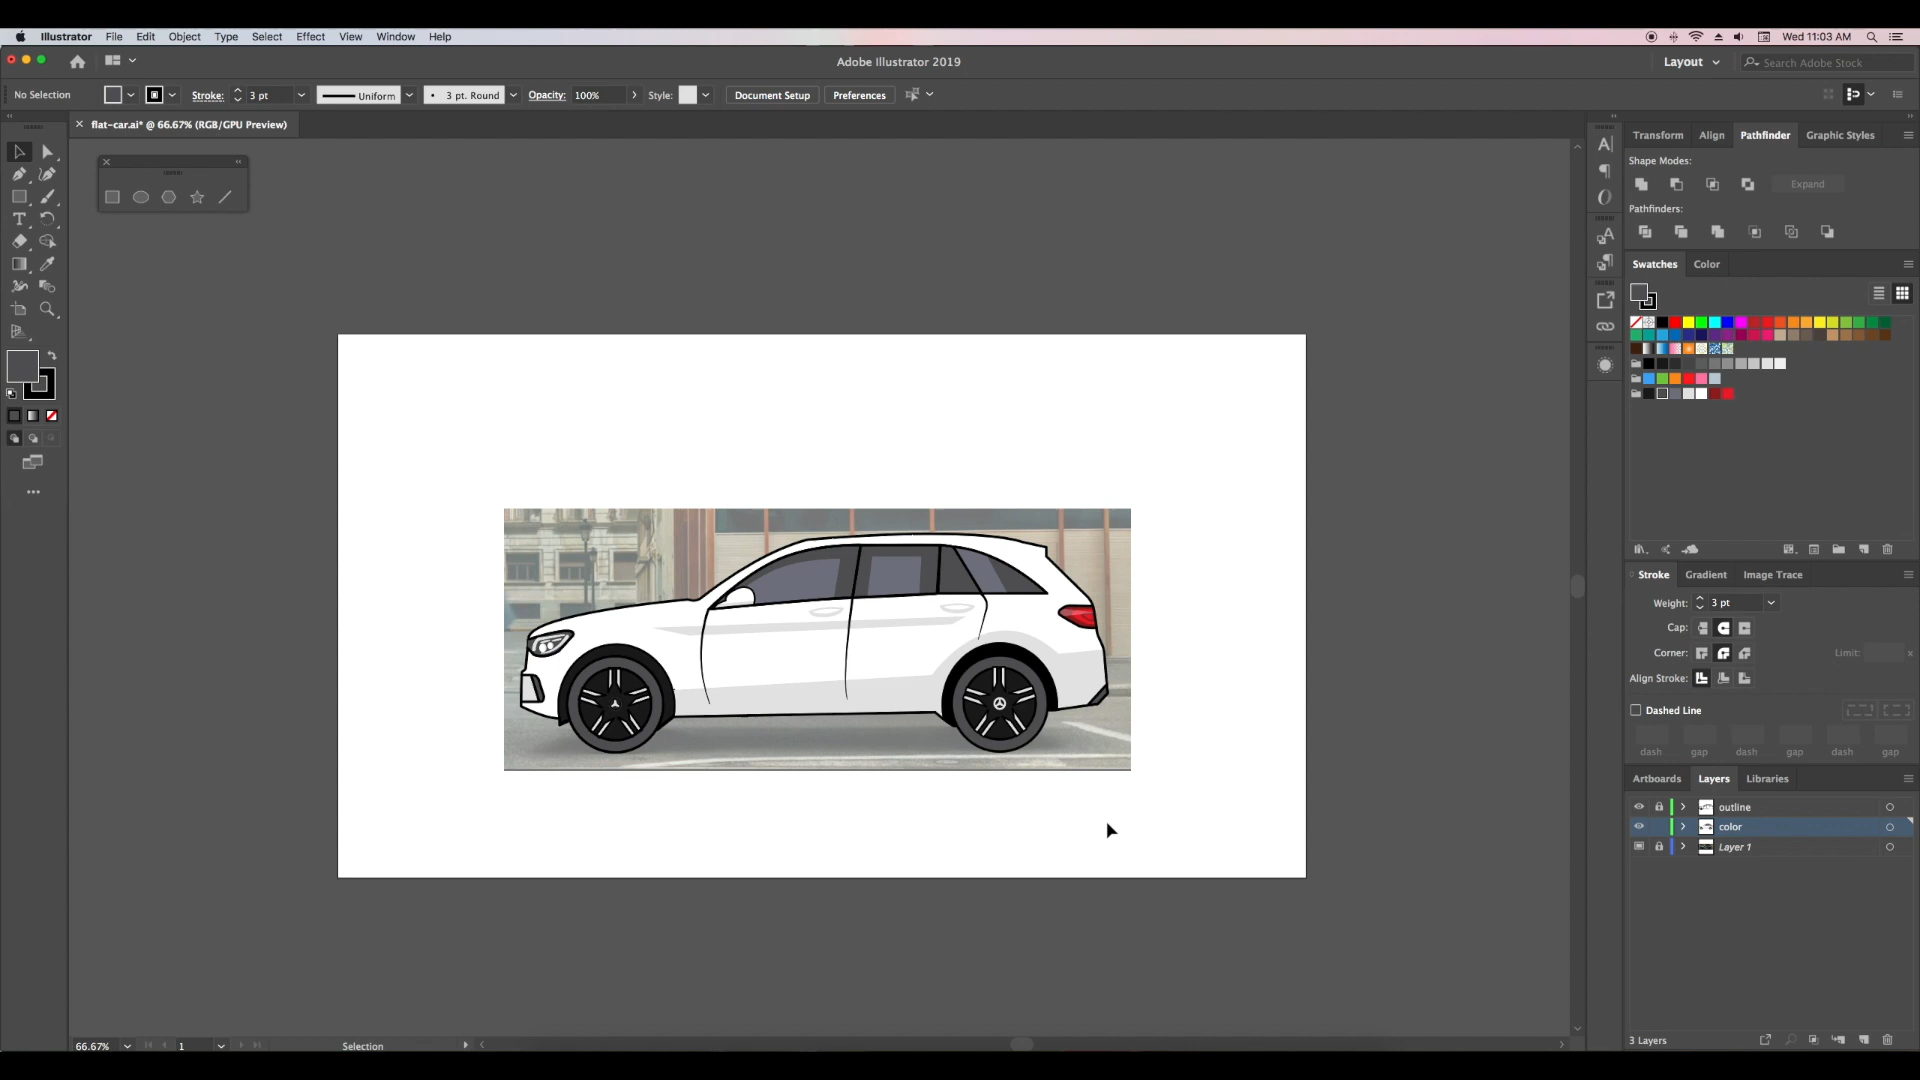 Illustrator File Edit Object Type Select Effect View Window Help Wed 11:03 AM
Adobe Illustrator 2019 Layout Search Adobe Stock
No Selection Stroke: 3 pt Uniform 3 pt. Round Opacity: 100% Style: Document Setup Preferences
flat-car.ai* @ 66.67% (RGB/GPU Preview)
Transform Align Pathfinder Graphic Styles
Shape Modes:
Expand
Pathfinders:
Swatches Color
Stroke Gradient Image Trace
Weight: 3 pt
Cap:
Corner: Limit: x
Align Stroke:
Dashed Line
dash gap dash gap dash gap
Artboards Layers Libraries
outline
color
Layer 1
66.67% 1 Selection 3 Layers